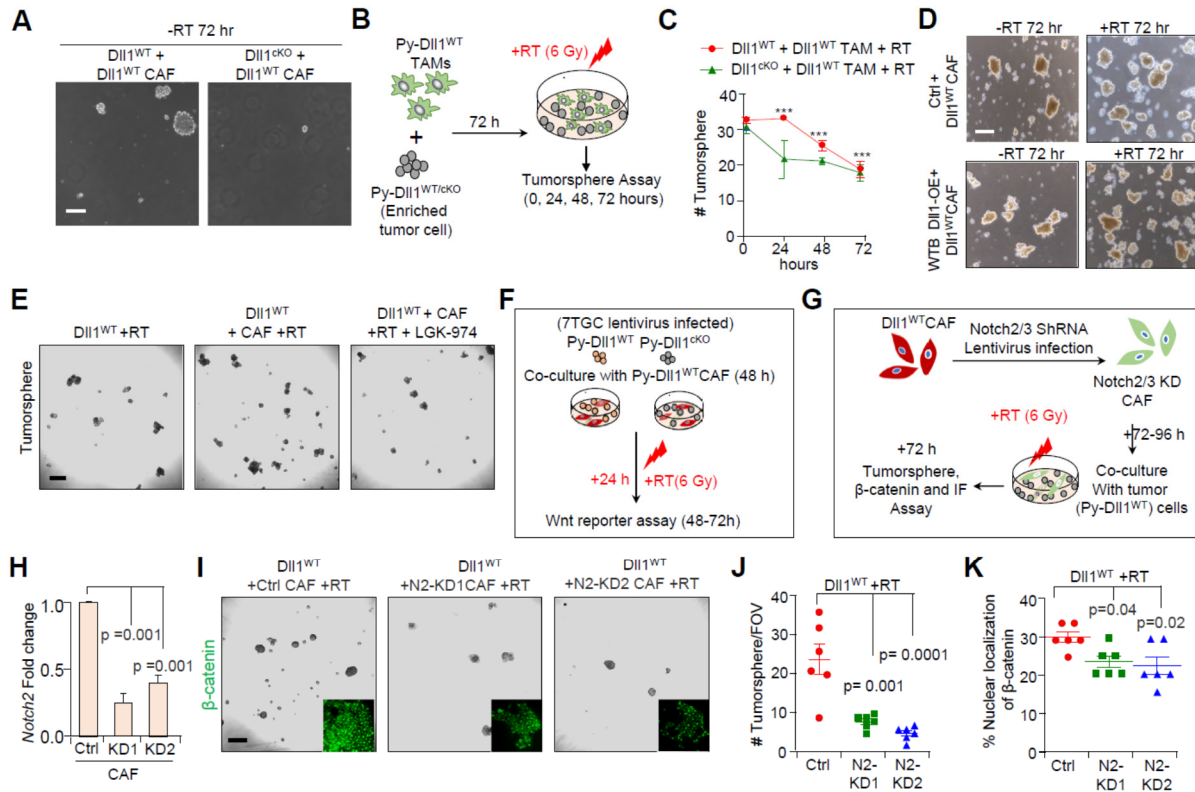 A
-RT 72 hr
Dll1WT +
Dll1WT CAF
Dll1cKO +
Dll1WT CAF
B
Py-Dll1WT
TAMs
+
Py-Dll1WT/cKO
(Enriched
tumor cell)
72 h
+RT (6 Gy)
Tumorsphere Assay
(0, 24, 48, 72 hours)
C
Dll1WT + Dll1WT TAM + RT
Dll1cKO + Dll1WT TAM + RT
# Tumorsphere
40
30
20
10
0
***
***
***
0
24
48
72
hours
D
-RT 72 hr
+RT 72 hr
Ctrl +
Dll1WTCAF
-RT 72 hr
+RT 72 hr
WTB Dll1-OE+
Dll1WTCAF
E
Tumorsphere
Dll1WT +RT
Dll1WT
+ CAF +RT
Dll1WT + CAF
+RT + LGK-974
F
(7TGC lentivirus infected)
Py-Dll1WT Py-Dll1cKO
Co-culture with Py-Dll1WTCAF (48 h)
+24 h
+RT(6 Gy)
Wnt reporter assay (48-72h)
G
Dll1WTCAF
Notch2/3 ShRNA
Lentivirus infection
Notch2/3 KD
CAF
+72-96 h
Co-culture
With tumor
(Py-Dll1WT) cells
+RT (6 Gy)
+72 h
Tumorsphere,
β-catenin and IF
Assay
H
Notch2 Fold change
1.0
0.5
0.0
p =0.001
p =0.001
Ctrl
KD1
KD2
CAF
I
β-catenin
Dll1WT
+Ctrl CAF +RT
Dll1WT
+N2-KD1CAF +RT
Dll1WT
+N2-KD2 CAF +RT
J
Dll1WT +RT
# Tumorsphere/FOV
40
30
20
10
0
p= 0.0001
p= 0.001
Ctrl
N2-
KD1
N2-
KD2
K
Dll1WT +RT
% Nuclear localization
of β-catenin
40
30
20
10
0
p=0.04
p=0.02
Ctrl
N2-
KD1
N2-
KD2